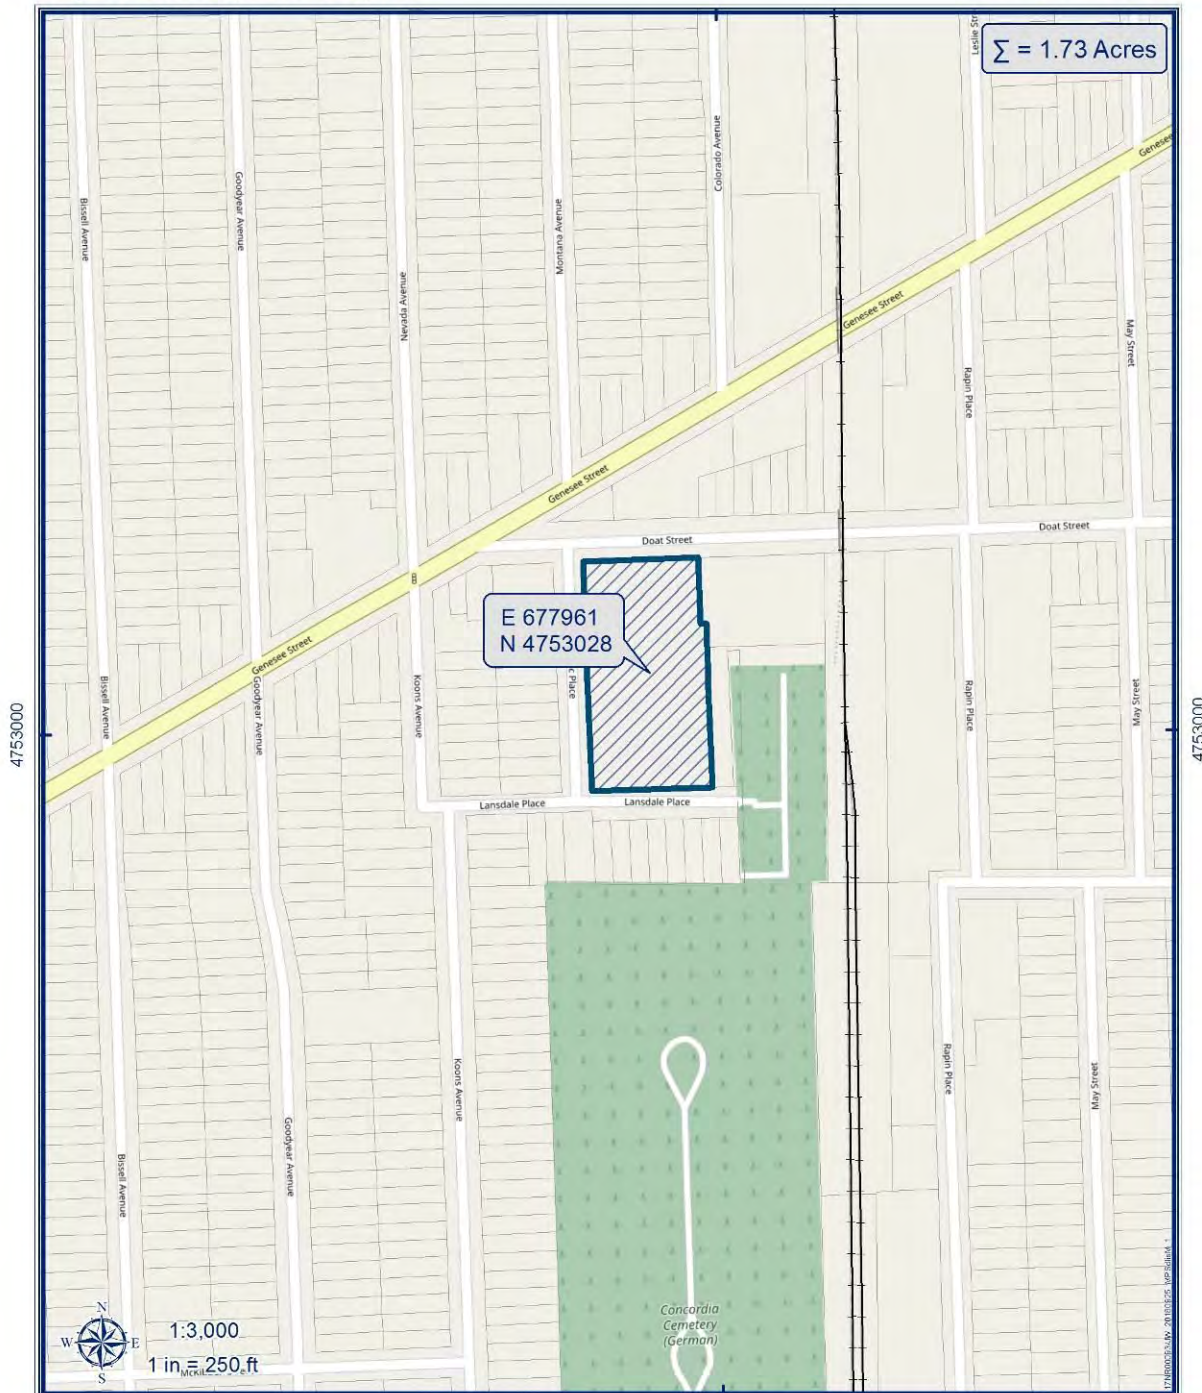 Leslie Str
∑ = 1.73 Acres
Colorado Avenue
Genesee
Goodyear Avenue
Bissell Avenue
Montana Avenue
Nevada Avenue
Genesee Street
May Street
Rapin Place
Genesee Street
Doat Street
Doat Street
E 677961
N 4753028
Genesee Street
Place
Koons Avenue
Goodyear Avenue
Bissell Avenue
Rapin Place
May Street
4753000
4753000
Lansdale Place
Lansdale Place
Rapin Place
May Street
Koons Avenue
Goodyear Avenue
Bissell Avenue
Concordia
Cemetery
(German)
N
W
E
S
1:3,000
1 in = 250 ft